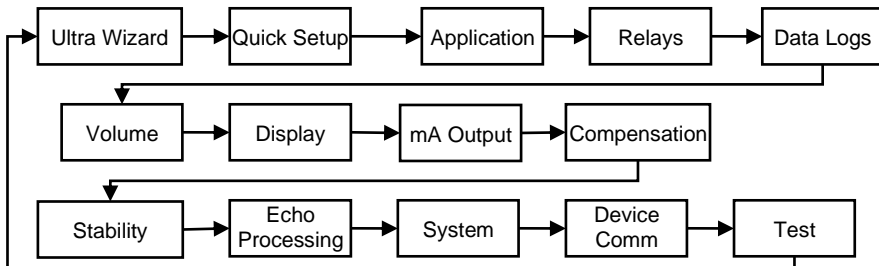 Ultra Wizard
Quick Setup
Application
Relays
Data Logs
Volume
Display
mA Output
Compensation
Stability
Echo
Processing
System
Device
Comm
Test